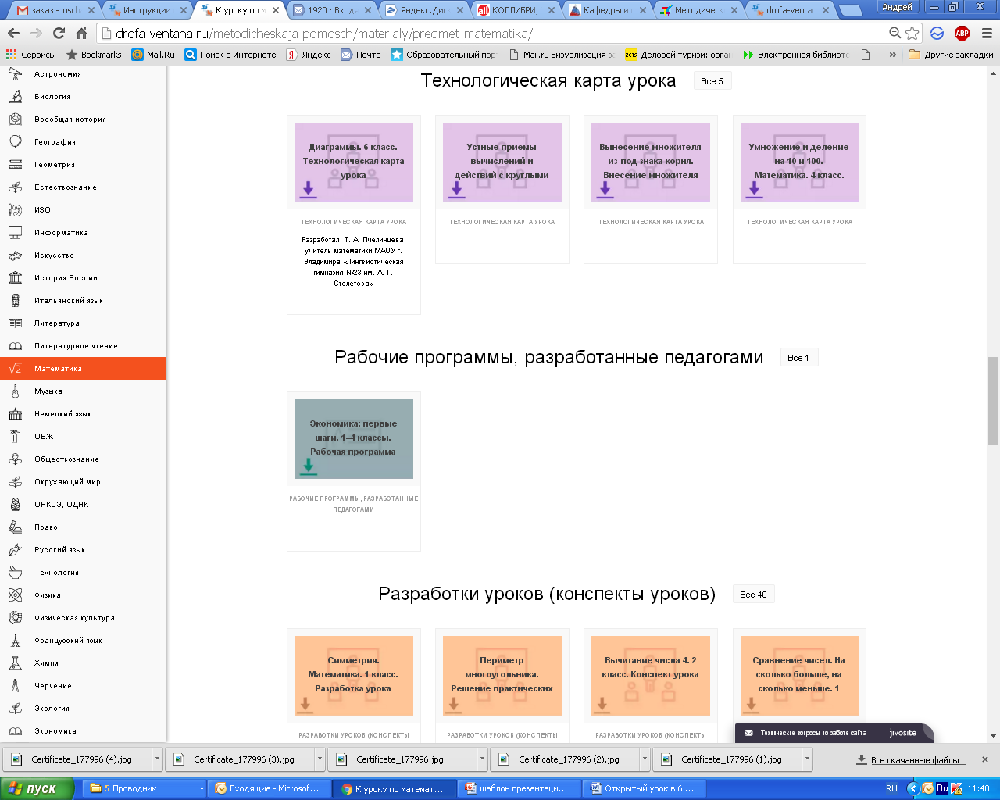 заказ - lusch
Инструкции
К уроку по м
1920 · Входя
Яндекс.Дис
КОЛЛИБРИ,
Кафедры и
Методическ
drofa-ventan
Андрей
drofa-ventana.ru/metodicheskaja-pomosch/materialy/predmet-matematika/
ABP
Сервисы
Bookmarks
Mail.Ru
Поиск в Интернете
Яндекс
Почта
Образовательный пор
Mail.ru Визуализация за
Деловой туризм: орган
Электронная библиоте
Другие закладки
Астрономия
Биология
Всеобщая история
География
Геометрия
Естествознание
ИЗО
Информатика
Искусство
История России
Итальянский язык
Литература
Литературное чтение
Математика
Музыка
Немецкий язык
ОБЖ
Обществознание
Окружающий мир
ОРКСЭ, ОДНК
Право
Русский язык
Технология
Физика
Физическая культура
Французский язык
Химия
Черчение
Экология
Экономика
Технологическая карта урока
Все 5
Диаграммы. 6 класс.
Технологическая карта
урока
ТЕХНОЛОГИЧЕСКАЯ КАРТА УРОКА
Разработал: Т. А. Пчелинцева,
учитель математики МАОУ г.
Владимира «Лингвистическая
гимназия №23 им. А. Г.
Столетова»
Устные приемы
вычислений и
действий с круглыми
ТЕХНОЛОГИЧЕСКАЯ КАРТА УРОКА
Вынесение множителя
из-под знака корня.
Внесение множителя
ТЕХНОЛОГИЧЕСКАЯ КАРТА УРОКА
Умножение и деление
на 10 и 100.
Математика. 4 класс.
ТЕХНОЛОГИЧЕСКАЯ КАРТА УРОКА
Рабочие программы, разработанные педагогами
Все 1
Экономика: первые
шаги. 1–4 классы.
Рабочая программа
РАБОЧИЕ ПРОГРАММЫ, РАЗРАБОТАННЫЕ
ПЕДАГОГАМИ
Разработки уроков (конспекты уроков)
Все 40
Симметрия.
Математика. 1 класс.
Разработка урока
РАЗРАБОТКИ УРОКОВ (КОНСПЕКТЫ
Периметр
многоугольника.
Решение практических
РАЗРАБОТКИ УРОКОВ (КОНСПЕКТЫ
Вычитание числа 4. 2
класс. Конспект урока
РАЗРАБОТКИ УРОКОВ (КОНСПЕКТЫ
Сравнение чисел. На
сколько больше, на
сколько меньше. 1
Технические вопросы по работе сайта
jivosite
Certificate_177996 (4).jpg
Certificate_177996 (3).jpg
Certificate_177996.jpg
Certificate_177996 (2).jpg
Certificate_177996 (1).jpg
Все скачанные файлы...
пуск
5 Проводник
Входящие - Microsof...
К уроку по математ...
шаблон презентаци...
Открытый урок в 6 ...
RU
Ru
11:40